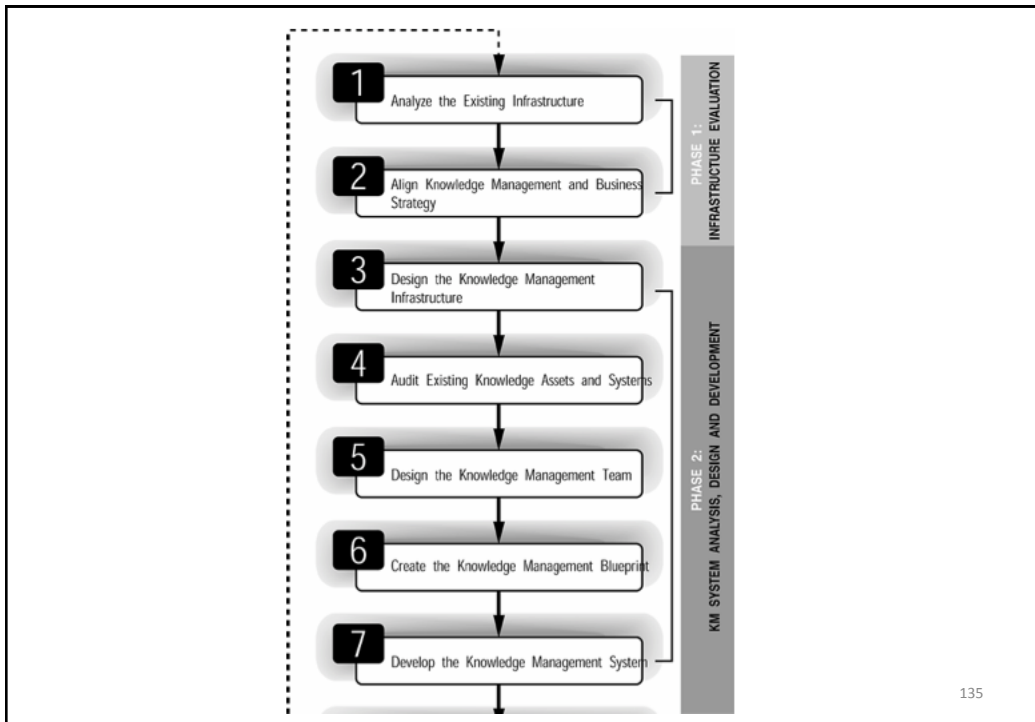 1
Analyze the Existing Infrastructure
2
Align Knowledge Management and Business
Strategy
PHASE 1:
INFRASTRUCTURE EVALUATION
3
Design the Knowledge Management
Infrastructure
4
Audit Existing Knowledge Assets and Systems
5
Design the Knowledge Management Team
6
Create the Knowledge Management Blueprint
7
Develop the Knowledge Management System
PHASE 2:
KM SYSTEM ANALYSIS, DESIGN AND DEVELOPMENT
135